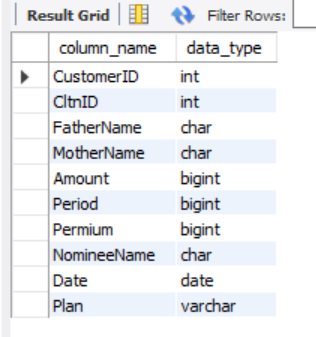 Result Grid Filter Rows:
column_name data_type
CustomerID int
CltnID int
FatherName char
MotherName char
Amount bigint
Period bigint
Permium bigint
NomineeName char
Date date
Plan varchar